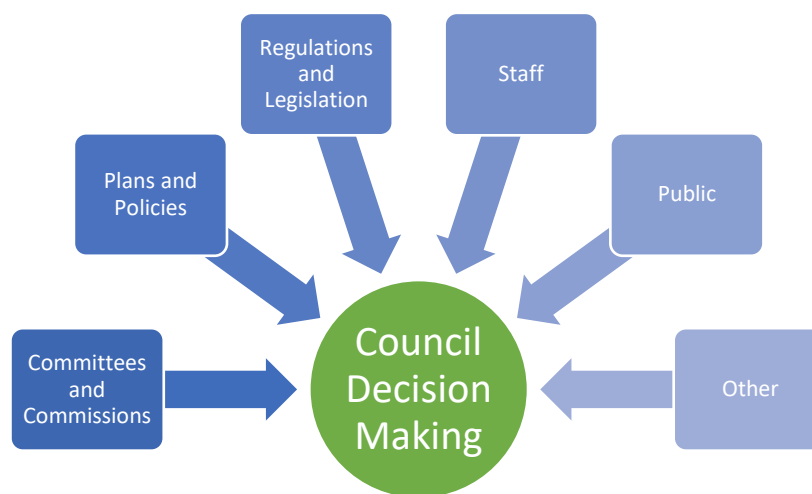 Regulations
and
Legislation
Staff
Plans and
Policies
Public
Committees
and
Commissions
Other
Council
Decision
Making